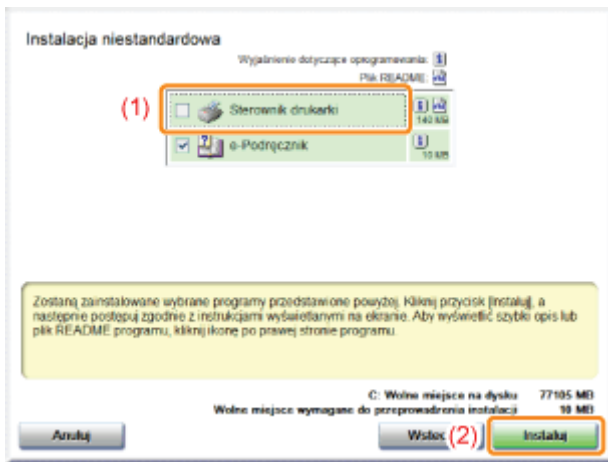 Instalacja niestandardowa
Wyjaśnienie dotyczące oprogramowania:
Plik README:
(1)
Sterownik drukarki
140 MB
e-Podręcznik
10 MB
Zostaną zainstalowane wybrane programy przedstawione powyżej. Kliknij przycisk [Instaluj], a
następnie postępuj zgodnie z instrukcjami wyświetlanymi na ekranie. Aby wyświetlić szybki opis lub
plik README programu, kliknij ikonę po prawej stronie programu.
C: Wolne miejsce na dysku 77105 MB
Wolne miejsce wymagane do przeprowadzenia instalacji 10 MB
Anuluj
Wstec
(2)
Instaluj